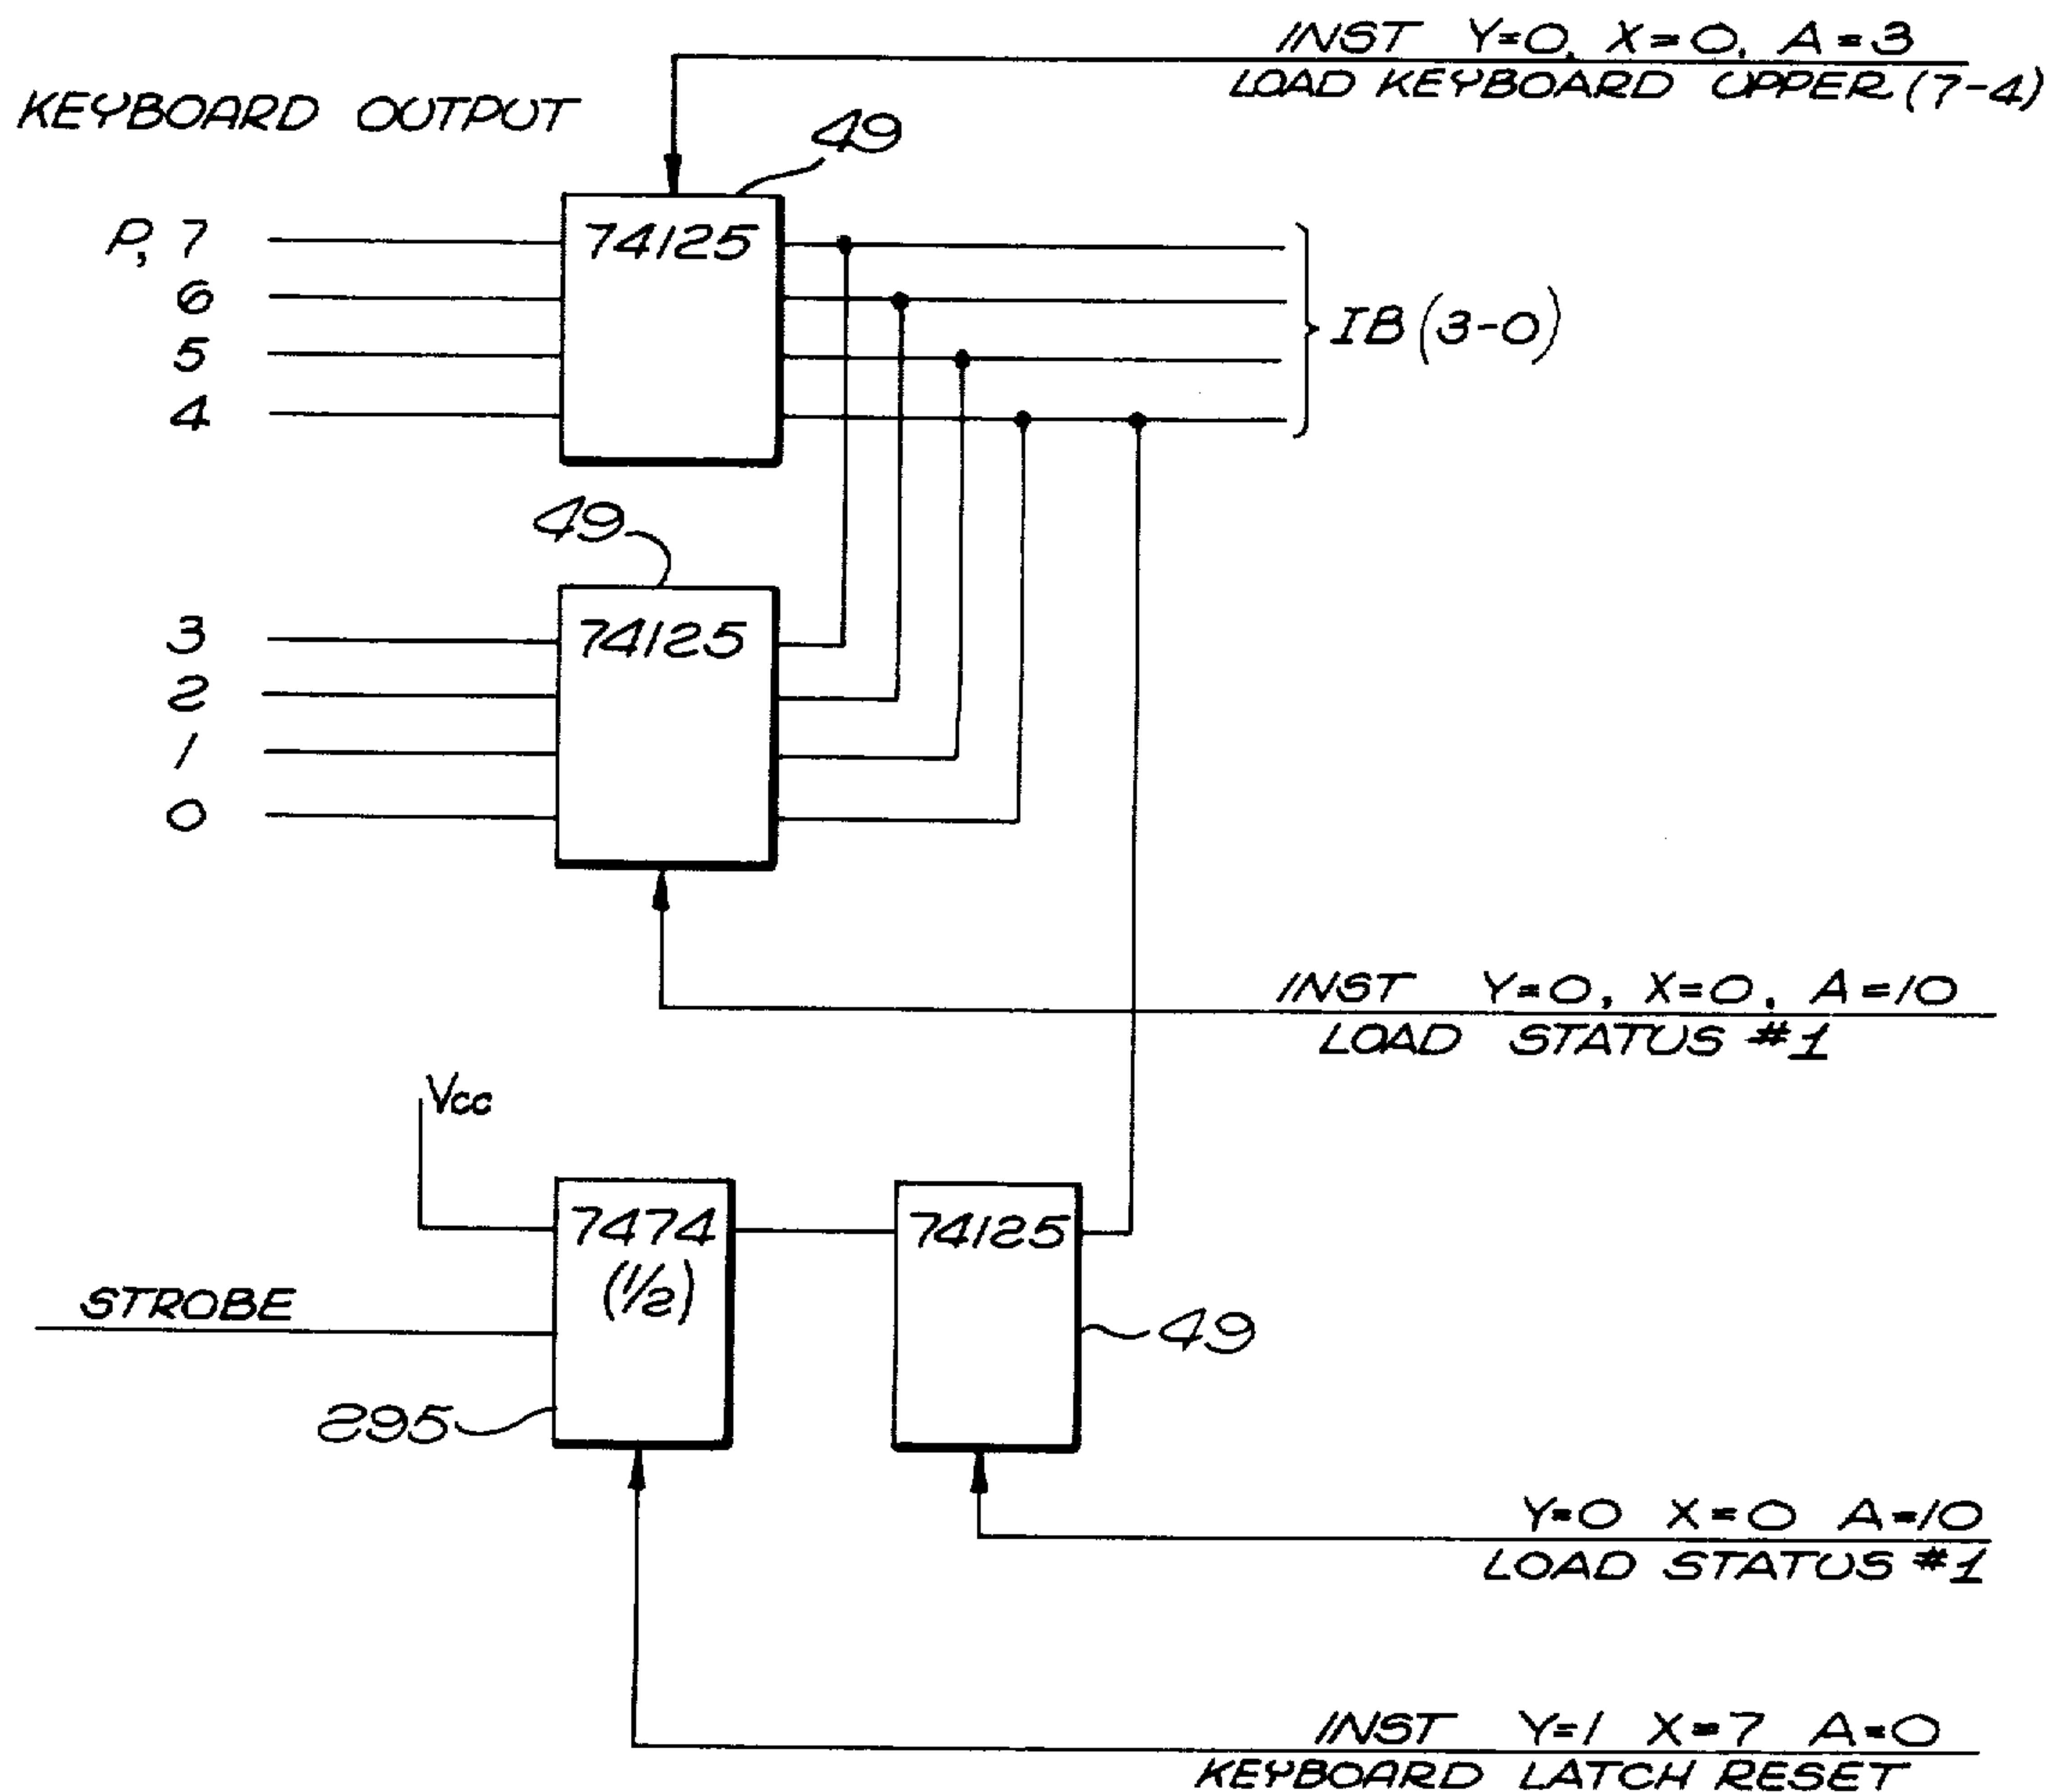 INST Y=0, X=0, A=3
LOAD KEYBOARD UPPER (7-4)
KEYBOARD OUTPUT
49
P, 7
74125
6
5
IB (3-0)
4
49
3
74125
2
1
0
INST Y=0, X=0, A=10
LOAD STATUS #1
Vcc
7474
(1/2)
74125
STROBE
49
295
Y=0 X=0 A=10
LOAD STATUS #1
INST Y=1 X=7 A=0
KEYBOARD LATCH RESET